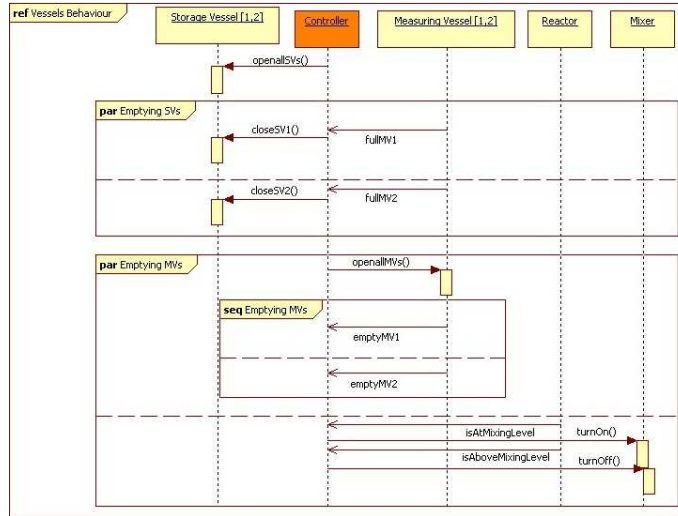 ref Vessels Behaviour
Storage Vessel [1,2]
Controller
Measuring Vessel [1,2]
Reactor
Mixer
openallSVs()
par Emptying SVs
closeSV1()
fullMV1
closeSV2()
fullMV2
par Emptying MVs
openallMVs()
seq Emptying MVs
emptyMV1
emptyMV2
isAtMixingLevel
turnOn()
isAboveMixingLevel
turnOff()